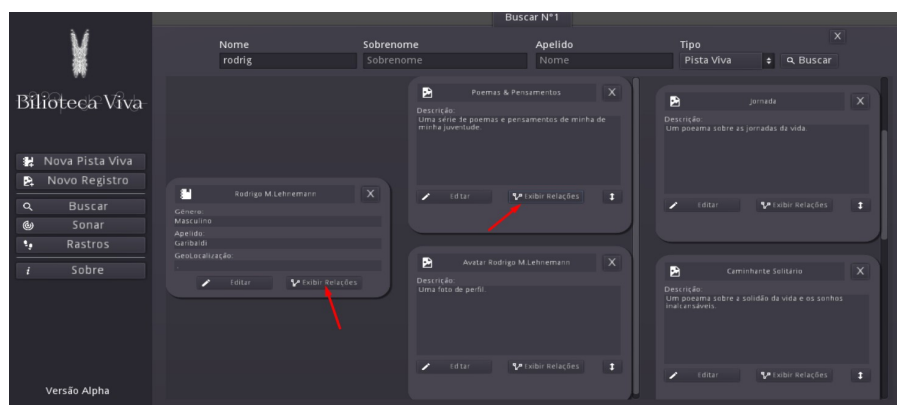 Buscar N°1
X
Nome
Sobrenome
Apelido
Tipo
rodrig
Sobrenome
Nome
Pista Viva
Buscar
Bilioteca Viva
Nova Pista Viva
Novo Registro
Buscar
Sonar
Rastros
i Sobre
Versão Alpha
Rodrigo M.Lehnemann
X
Gênero:
Masculino
Apelido:
Garibaldi
GeoLocalização:
Editar
Exibir Relações
Poemas & Pensamentos
X
Descrição:
Uma série de poemas e pensamentos de minha de
minha juventude.
Editar
Exibir Relações
Avatar Rodrigo M.Lehnemann
X
Descrição:
Uma foto de perfil.
Editar
Exibir Relações
Jornada
X
Descrição:
Um poeama sobre as jornadas da vida.
Editar
Exibir Relações
Caminhante Solitário
X
Descrição:
Um poeama sobre a solidão da vida e os sonhos
inalcansáveis.
Editar
Exibir Relações